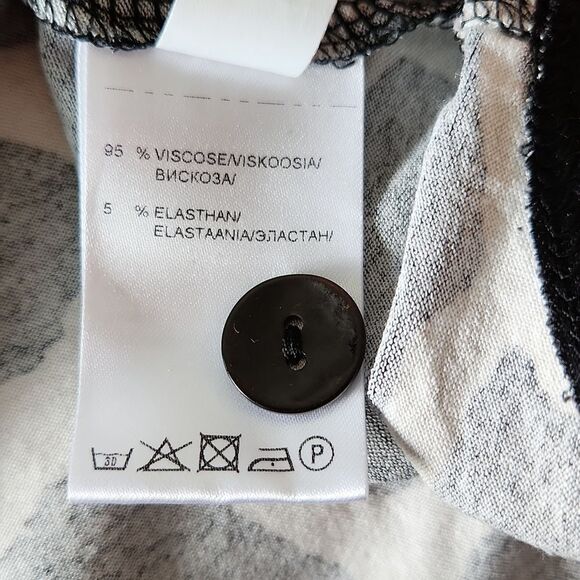 95 % VISCOSE/VISKOOSIA/
ВИСКОЗА/
5 % ELASTHAN/
ELASTAANIA/ЭЛАСТАН/
30
P